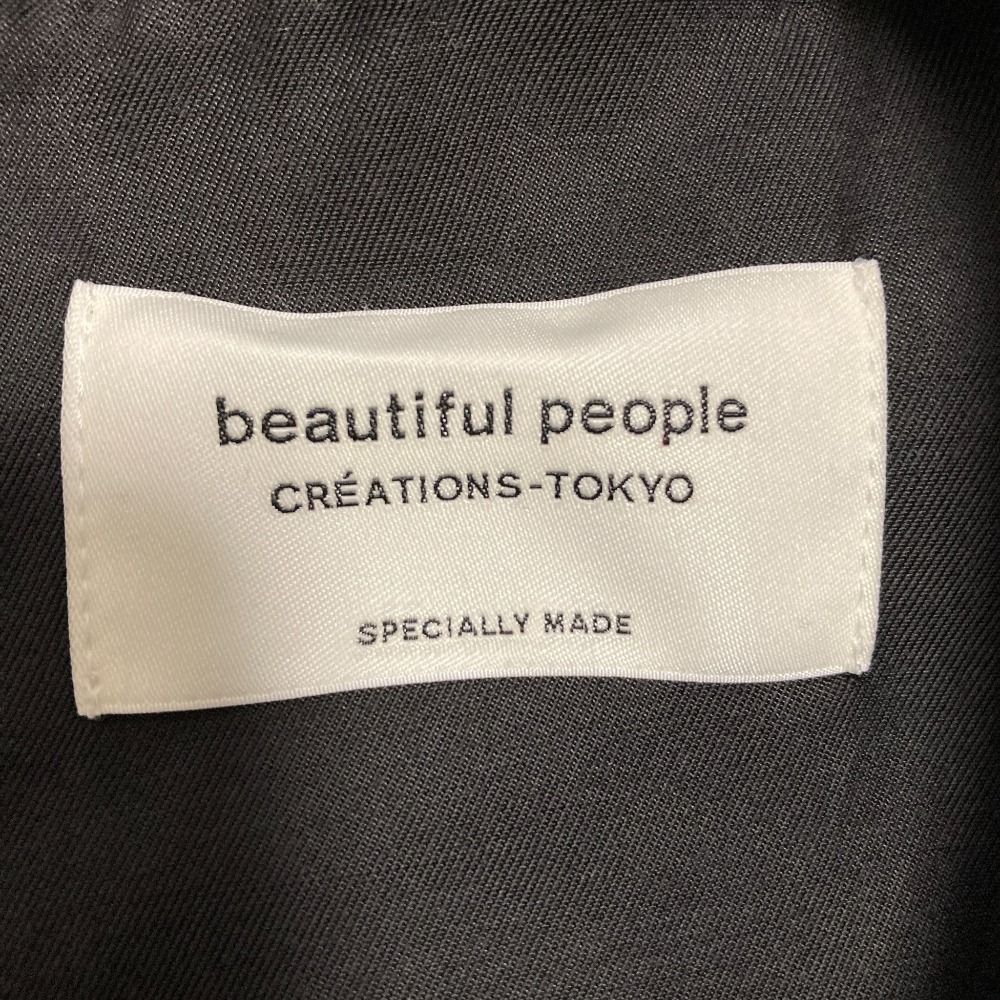 beautiful people
CRÉATIONS-TOKYO
SPECIALLY MADE